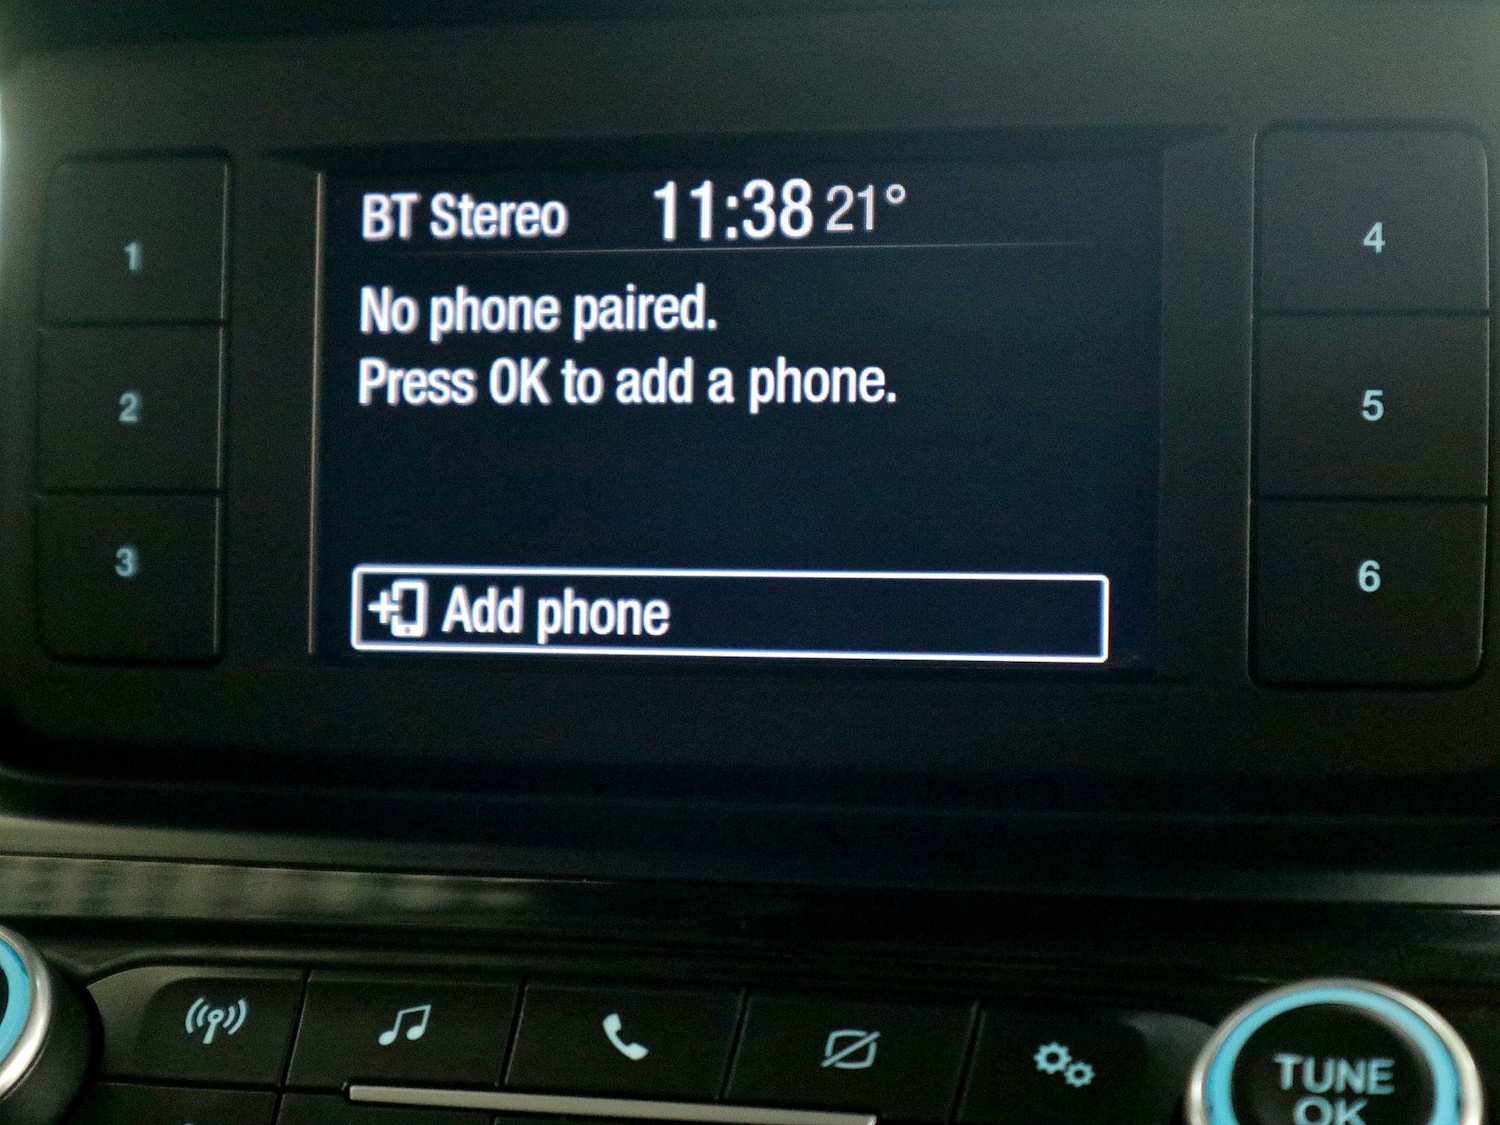 BT Stereo 11:38 21°
No phone paired.
Press OK to add a phone.
Add phone
1
2
3
4
5
6
TUNE
OK